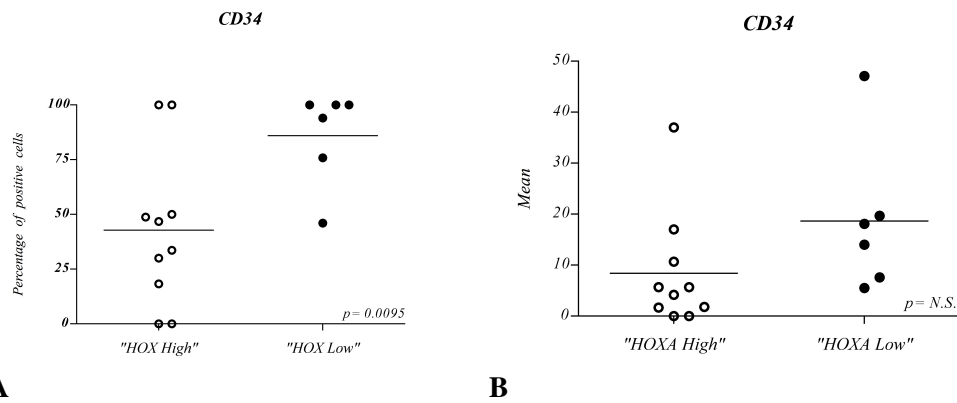 CD34
Percentage of positive cells
100
75
50
25
0
p= 0.0095
"HOX High"
"HOX Low"
A
CD34
Mean
50
40
30
20
10
0
p= N.S.
"HOXA High"
"HOXA Low"
B